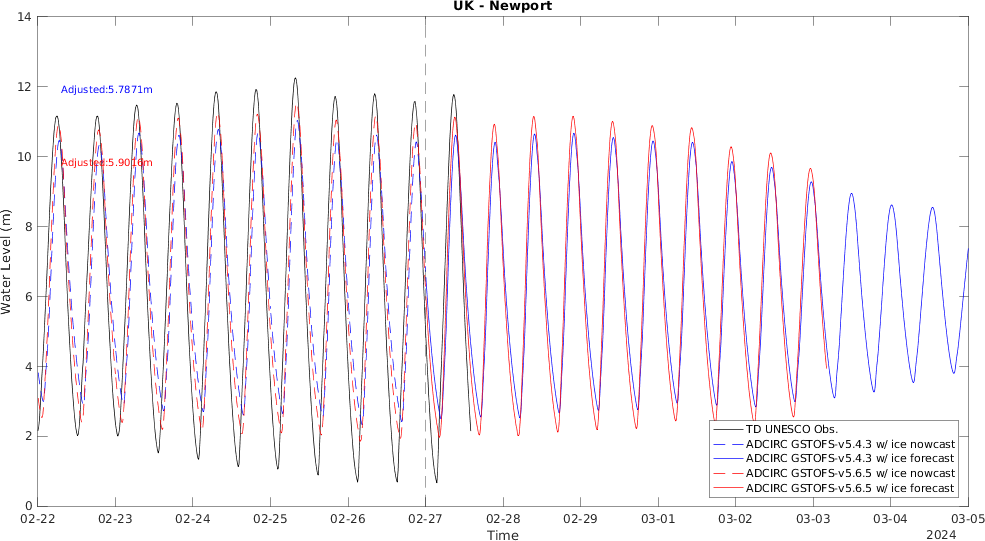 UK - Newport
14
12
10
8
6
4
2
0
Water Level (m)
Adjusted:5.7871m
Adjusted:5.9016m
TD UNESCO Obs.
ADCIRC GSTOFS-v5.4.3 w/ ice nowcast
ADCIRC GSTOFS-v5.4.3 w/ ice forecast
ADCIRC GSTOFS-v5.6.5 w/ ice nowcast
ADCIRC GSTOFS-v5.6.5 w/ ice forecast
02-22 02-23 02-24 02-25 02-26 02-27 02-28 02-29 03-01 03-02 03-03 03-04 03-05
Time
2024